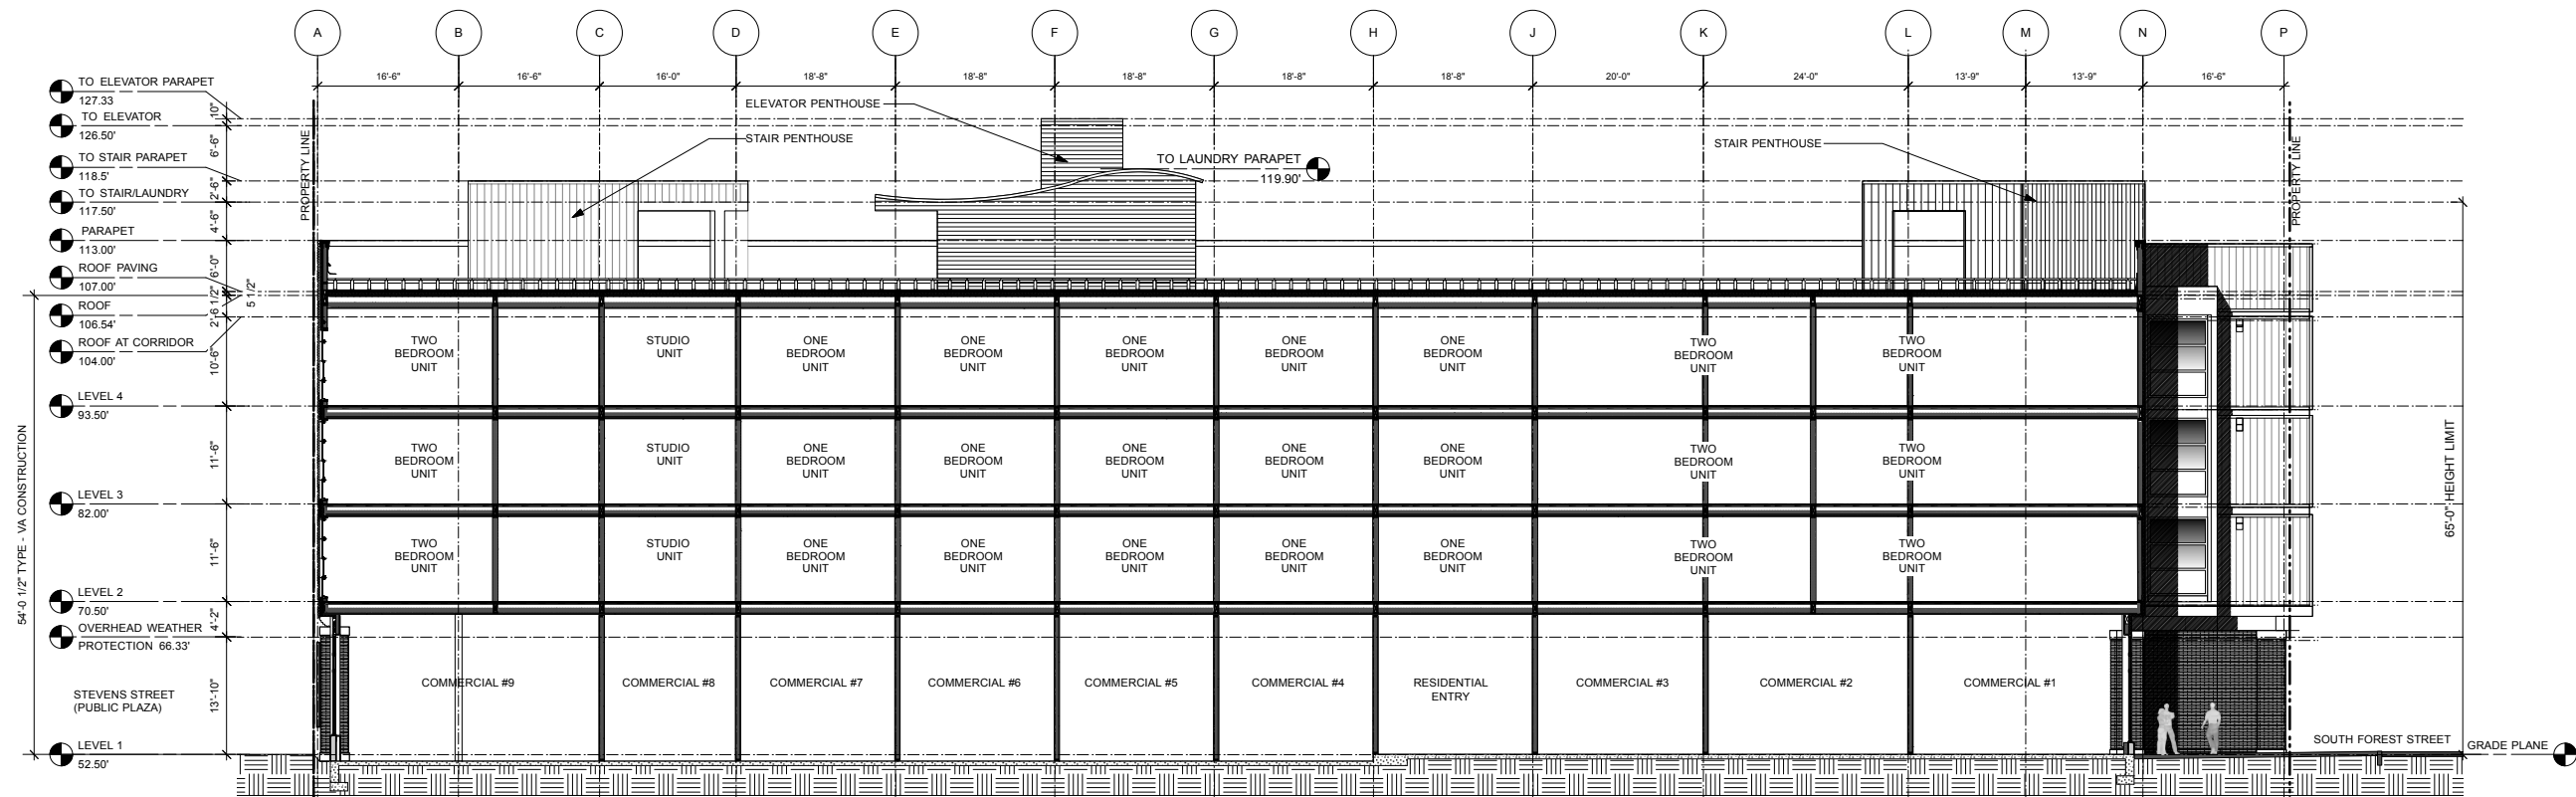 A B C D E F G H J K L M N P
16'-6" 16'-6" 16'-0" 18'-8" 18'-8" 18'-8" 18'-8" 18'-8" 20'-0" 24'-0" 13'-9" 13'-9" 16'-6"
TO ELEVATOR PARAPET
127.33
10"
TO ELEVATOR
126.50'
6'-6"
TO STAIR PARAPET
118.5'
2'-6"
TO STAIR/LAUNDRY
117.50'
4'-6"
PARAPET
113.00'
6'-0"
ROOF PAVING
107.00'
5 1/2"
ROOF
106.54'
2'-6 1/2"
ROOF AT CORRIDOR
104.00'
10'-6"
LEVEL 4
93.50'
11'-6"
LEVEL 3
82.00'
11'-6"
LEVEL 2
70.50'
4'-2"
OVERHEAD WEATHER
PROTECTION 66.33'
13'-10"
STEVENS STREET
(PUBLIC PLAZA)
LEVEL 1
52.50'
54'-0 1/2" TYPE - VA CONSTRUCTION
PROPERTY LINE
ELEVATOR PENTHOUSE
STAIR PENTHOUSE
TO LAUNDRY PARAPET
119.90'
STAIR PENTHOUSE
PROPERTY LINE
65'-0" HEIGHT LIMIT
TWO
BEDROOM
UNIT
STUDIO
UNIT
ONE
BEDROOM
UNIT
ONE
BEDROOM
UNIT
ONE
BEDROOM
UNIT
ONE
BEDROOM
UNIT
ONE
BEDROOM
UNIT
TWO
BEDROOM
UNIT
TWO
BEDROOM
UNIT
TWO
BEDROOM
UNIT
STUDIO
UNIT
ONE
BEDROOM
UNIT
ONE
BEDROOM
UNIT
ONE
BEDROOM
UNIT
ONE
BEDROOM
UNIT
ONE
BEDROOM
UNIT
TWO
BEDROOM
UNIT
TWO
BEDROOM
UNIT
TWO
BEDROOM
UNIT
STUDIO
UNIT
ONE
BEDROOM
UNIT
ONE
BEDROOM
UNIT
ONE
BEDROOM
UNIT
ONE
BEDROOM
UNIT
ONE
BEDROOM
UNIT
TWO
BEDROOM
UNIT
TWO
BEDROOM
UNIT
COMMERCIAL #9
COMMERCIAL #8
COMMERCIAL #7
COMMERCIAL #6
COMMERCIAL #5
COMMERCIAL #4
RESIDENTIAL
ENTRY
COMMERCIAL #3
COMMERCIAL #2
COMMERCIAL #1
SOUTH FOREST STREET
GRADE PLANE